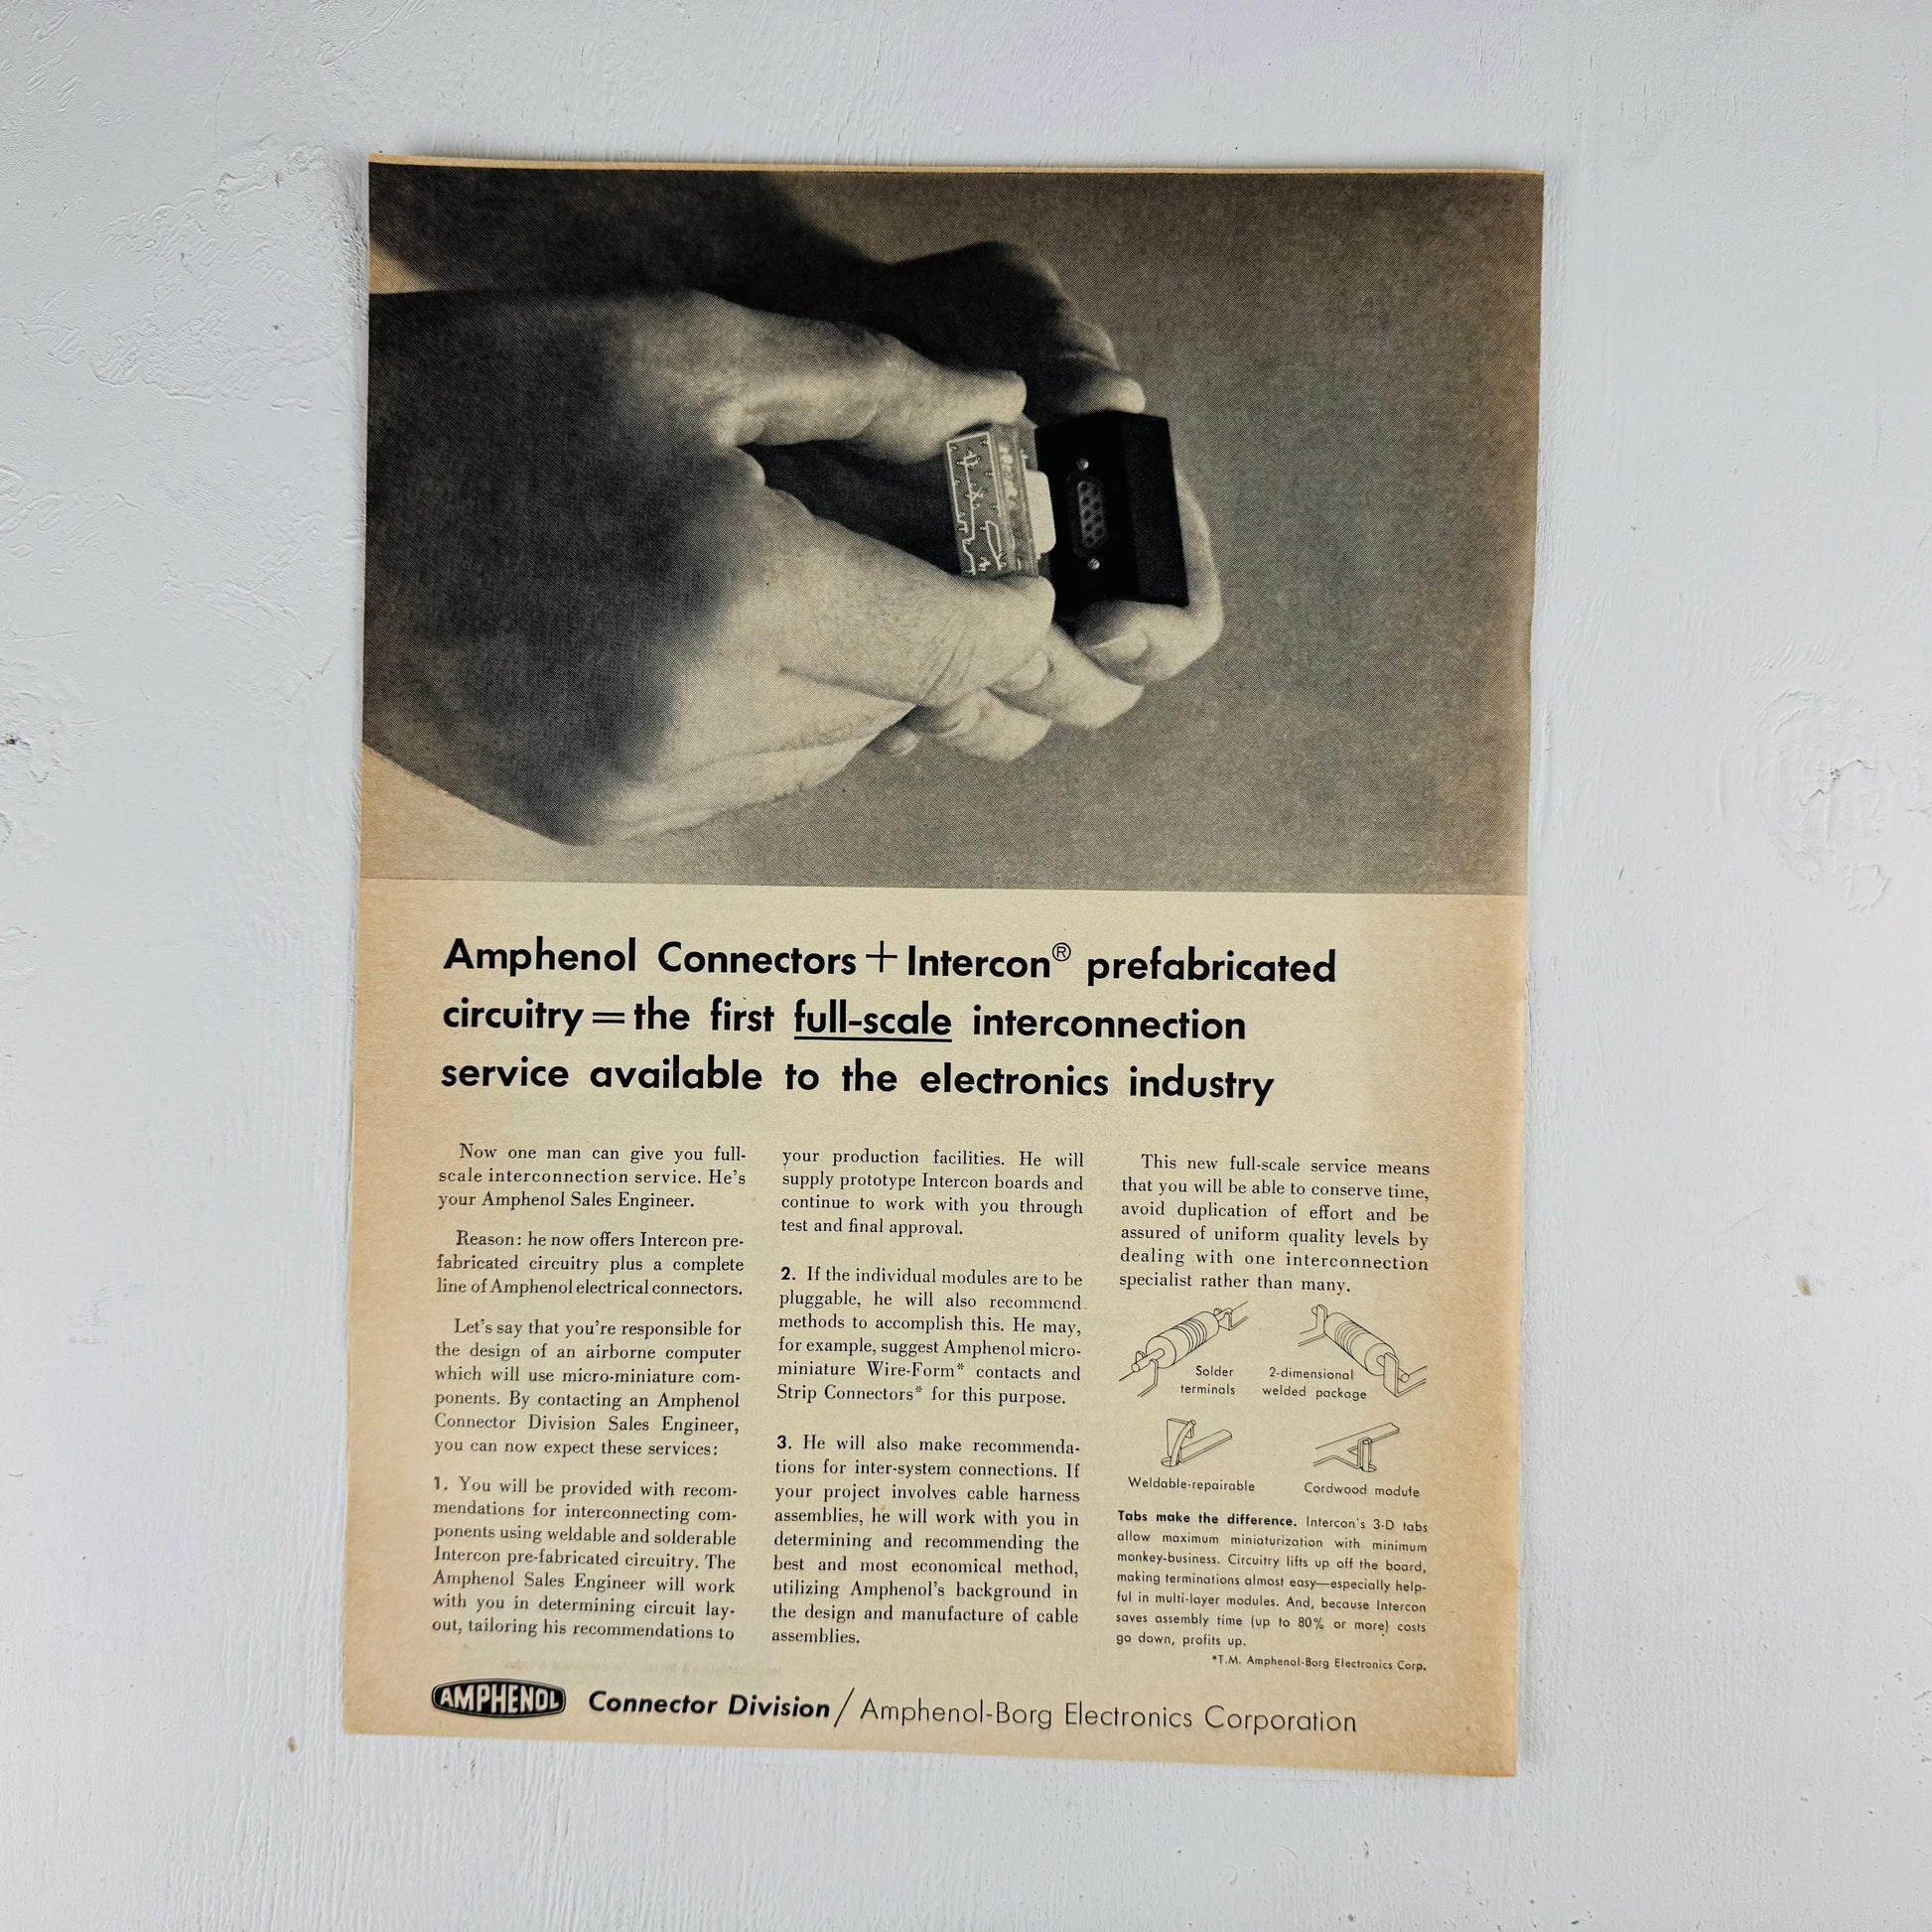 Amphenol Connectors + Intercon® prefabricated
circuitry = the first full-scale interconnection
service available to the electronics industry
Now one man can give you full-
scale interconnection service. He's
your Amphenol Sales Engineer.
Reason: he now offers Intercon pre-
fabricated circuitry plus a complete
line of Amphenol electrical connectors.
Let's say that you're responsible for
the design of an airborne computer
which will use micro-miniature com-
ponents. By contacting an Amphenol
Connector Division Sales Engineer,
you can now expect these services:
1. You will be provided with recom-
mendations for interconnecting com-
ponents using weldable and solderable
Intercon pre-fabricated circuitry. The
Amphenol Sales Engineer will work
with you in determining circuit lay-
out, tailoring his recommendations to
your production facilities. He will
supply prototype Intercon boards and
continue to work with you through
test and final approval.
2. If the individual modules are to be
pluggable, he will also recommend
methods to accomplish this. He may,
for example, suggest Amphenol micro-
miniature Wire-Form* contacts and
Strip Connectors* for this purpose.
3. He will also make recommenda-
tions for inter-system connections. If
your project involves cable harness
assemblies, he will work with you in
determining and recommending the
best and most economical method,
utilizing Amphenol's background in
the design and manufacture of cable
assemblies.
This new full-scale service means
that you will be able to conserve time,
avoid duplication of effort and be
assured of uniform quality levels by
dealing with one interconnection
specialist rather than many.
Solder
terminals
2-dimensional
welded package
Weldable-repairable
Cordwood module
Tabs make the difference. Intercon's 3-D tabs
allow maximum miniaturization with minimum
monkey-business. Circuitry lifts up off the board,
making terminations almost easy—especially help-
ful in multi-layer modules. And, because Intercon
saves assembly time (up to 80% or more) costs
go down, profits up.
*T.M. Amphenol-Borg Electronics Corp.
AMPHENOL Connector Division / Amphenol-Borg Electronics Corporation